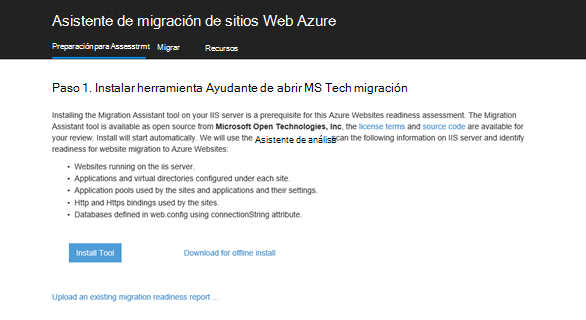 Asistente de migración de sitios Web Azure
Preparación para Assesstrmt Migrar Recursos
Paso 1. Instalar herramienta Ayudante de abrir MS Tech migración
Installing the Migration Assistant tool on your IIS server is a prerequisite for this Azure Websites readiness assessment. The Migration
Assistant tool is available as open source from Microsoft Open Technologies, Inc, the license terms and source code are available for
your review. Install will start automatically. We will use the Asistente de análisis scan the following information on IIS server and identify
readiness for website migration to Azure Websites:
• Websites running on the iis server.
• Applications and virtual directories configured under each site.
• Application pools used by the sites and applications and their settings.
• Http and Https bindings used by the sites.
• Databases defined in web.config using connectionString attribute.
Install Tool Download for offline install
Upload an existing migration readiness report ...